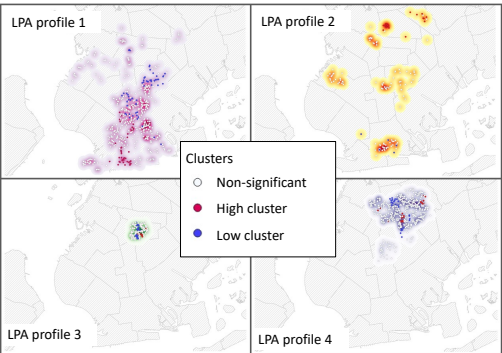 LPA profile 1
LPA profile 2
Clusters
Non-significant
High cluster
Low cluster
LPA profile 3
LPA profile 4